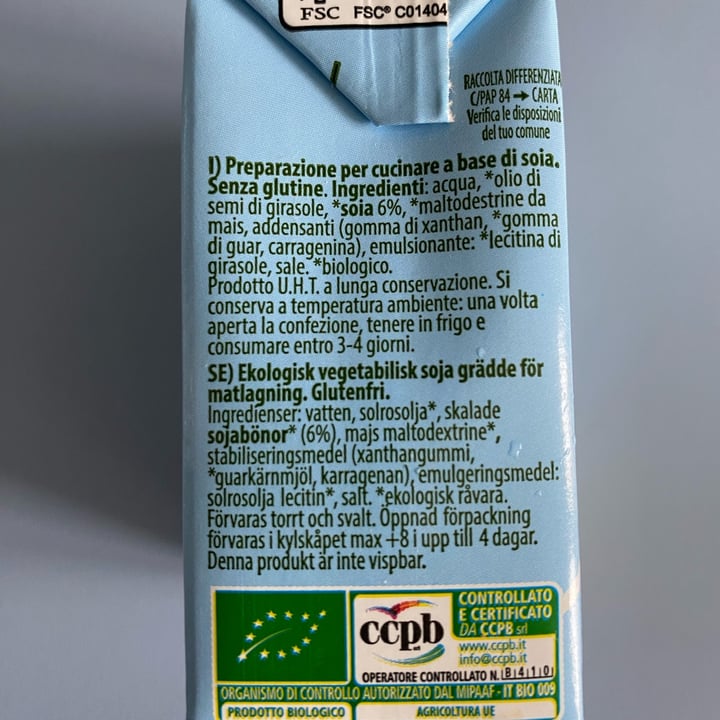 FSC FSC® C01404
RACCOLTA DIFFERENZIATA
C/PAP 84 → CARTA
Verifica le disposizioni
del tuo comune
I) Preparazione per cucinare a base di soia.
Senza glutine. Ingredienti: acqua, *olio di
semi di girasole, *soia 6%, *maltodestrine da
mais, addensanti (gomma di xanthan, *gomma
di guar, carragenina), emulsionante: *lecitina di
girasole, sale. *biologico.
Prodotto U.H.T. a lunga conservazione. Si
conserva a temperatura ambiente: una volta
aperta la confezione, tenere in frigo e
consumare entro 3-4 giorni.
SE) Ekologisk vegetabilisk soja grädde för
matlagning. Glutenfri.
Ingredienser: vatten, solrosolja*, skalade
sojabönor* (6%), majs maltodextrine*,
stabiliseringsmedel (xanthangummi,
*guarkärnmjöl, karragenan), emulgeringsmedel:
solrosolja lecitin*, salt. *ekologisk råvara.
Förvaras torrt och svalt. Öppnad förpackning
förvaras i kylskåpet max +8 i upp till 4 dagar.
Denna produkt är inte vispbar.
ccpb
srl
CONTROLLATO
E CERTIFICATO
DA CCPB srl
www.ccpb.it
info@ccpb.it
OPERATORE CONTROLLATO N. B410
ORGANISMO DI CONTROLLO AUTORIZZATO DAL MIPAAF - IT BIO 009
PRODOTTO BIOLOGICO
AGRICOLTURA UE